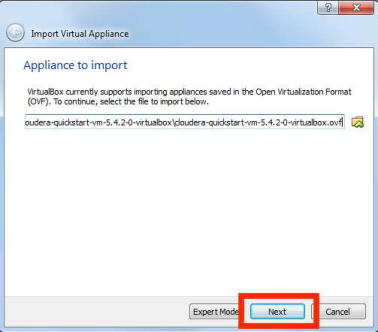 Import Virtual Appliance
Appliance to import
VirtualBox currently supports importing appliances saved in the Open Virtualization Format
(OVF). To continue, select the file to import below.
oudera-quickstart-vm-5.4.2-0-virtualbox\cloudera-quickstart-vm-5.4.2-0-virtualbox.ovf
Expert Mode
Next
Cancel